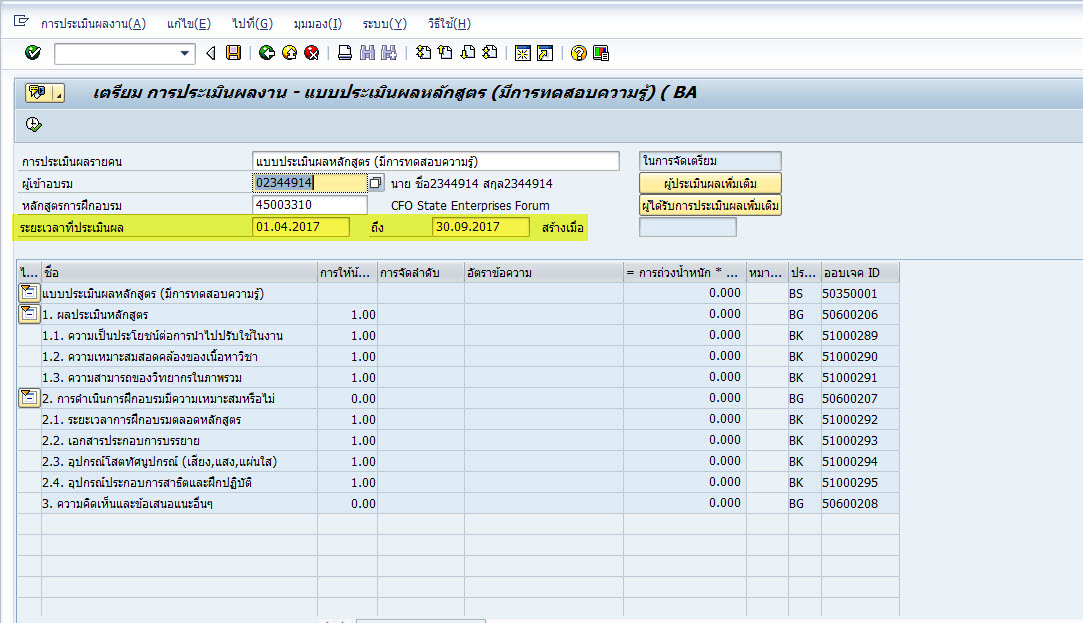 การประเมินผลงาน(A) แก้ไข(E) ไปที่(G) มุมมอง(I) ระบบ(Y) วิธีใช้(H)
เตรียม การประเมินผลงาน - แบบประเมินผลหลักสูตร (มีการทดสอบความรู้) ( BA
การประเมินผลรายคน แบบประเมินผลหลักสูตร (มีการทดสอบความรู้) ในการจัดเตรียม
ผู้เข้าอบรม 02344914 นาย ชื่อ2344914 สกุล2344914 ผู้ประเมินผลเพิ่มเติม
หลักสูตรการฝึกอบรม 45003310 CFO State Enterprises Forum ผู้ได้รับการประเมินผลเพิ่มเติม
ระยะเวลาที่ประเมินผล 01.04.2017 ถึง 30.09.2017 สร้างเมื่อ
ไ... ชื่อ การให้น้... การจัดลำดับ อัตราข้อความ = การถ่วงน้ำหนัก * ... หมา... ปร... ออบเจค ID
แบบประเมินผลหลักสูตร (มีการทดสอบความรู้) 0.000 BS 50350001
1. ผลประเมินหลักสูตร 1.00 0.000 BG 50600206
1.1. ความเป็นประโยชน์ต่อการนำไปปรับใช้ในงาน 1.00 0.000 BK 51000289
1.2. ความเหมาะสมสอดคล้องของเนื้อหาวิชา 1.00 0.000 BK 51000290
1.3. ความสามารถของวิทยากรในภาพรวม 1.00 0.000 BK 51000291
2. การดำเนินการฝึกอบรมมีความเหมาะสมหรือไม่ 0.00 0.000 BG 50600207
2.1. ระยะเวลาการฝึกอบรมตลอดหลักสูตร 1.00 0.000 BK 51000292
2.2. เอกสารประกอบการบรรยาย 1.00 0.000 BK 51000293
2.3. อุปกรณ์โสตทัศนูปกรณ์ (เสียง,แสง,แผ่นใส) 1.00 0.000 BK 51000294
2.4. อุปกรณ์ประกอบการสาธิตและฝึกปฏิบัติ 1.00 0.000 BK 51000295
3. ความคิดเห็นและข้อเสนอแนะอื่นๆ 0.00 0.000 BG 50600208